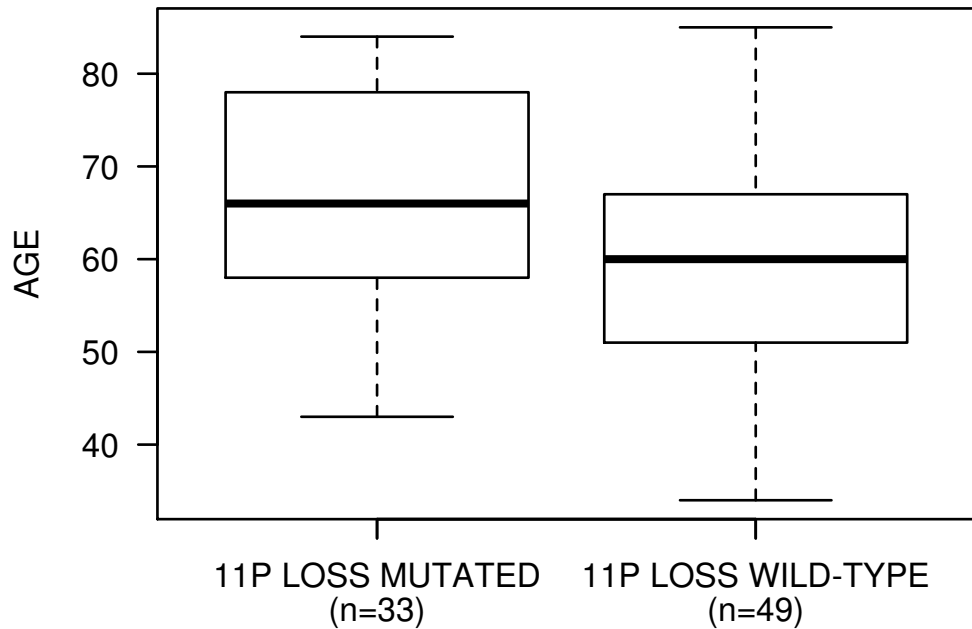 AGE
80
70
60
50
40
11P LOSS MUTATED
(n=33)
11P LOSS WILD-TYPE
(n=49)